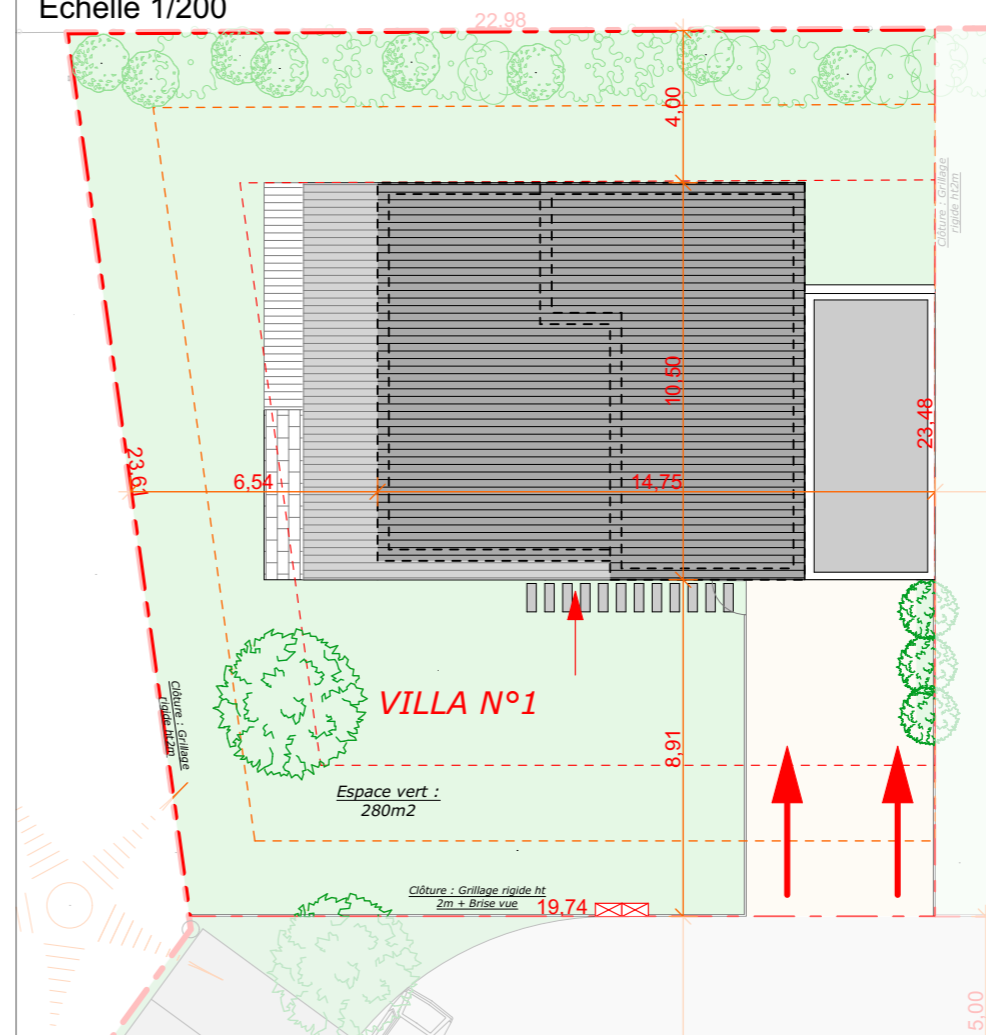 Echelle 1/200
22,98
4,00
Clôture : Grillage
rigide ht2m
10,50
23,48
23,61
6,54
14,75
VILLA N°1
Clôture : Grillage
rigide ht2m
8,91
Espace vert :
280m2
Clôture : Grillage rigide ht
2m + Brise vue
19,74
5,00